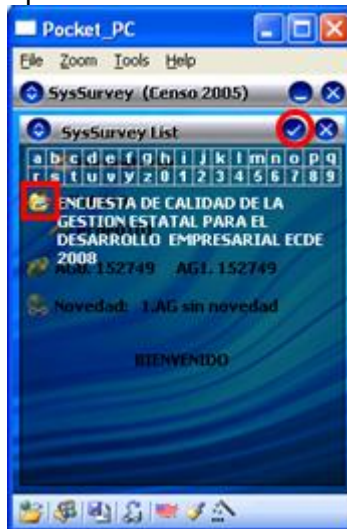 Pocket_PC
File Zoom Tools Help
SysSurvey (Censo 2005)
SysSurvey List
a b c d e f g h i j k l m n o p q
r s t u v y z 0 1 2 3 4 5 6 7 8 9
ENCUESTA DE CALIDAD DE LA
GESTION ESTATAL PARA EL
DESARROLLO EMPRESARIAL ECDE
2008
AG0. 152749 AG1. 152749
Novedad: 1.AG sin novedad
BIENVENIDO